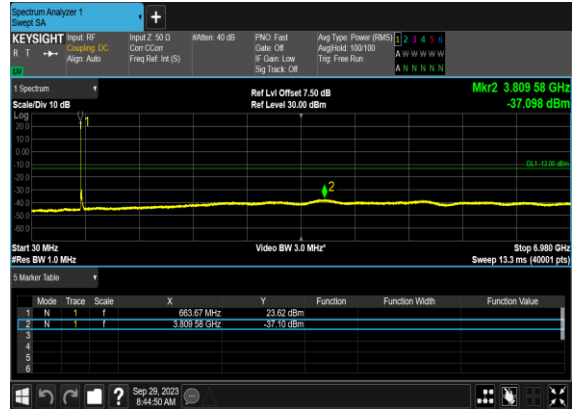 Spectrum Analyzer 1
Swept SA
+
KEYSIGHT
R T
Input: RF
Coupling: DC
Align: Auto
Input Z: 50 Ω
Corr CCorr
Freq Ref: Int (S)
#Atten: 40 dB
PNO: Fast
Gate: Off
IF Gain: Low
Sig Track: Off
Avg Type: Power (RMS)
Avg|Hold: 100/100
Trig: Free Run
1 2 3 4 5 6
A W W W W W
A N N N N N
1 Spectrum
Scale/Div 10 dB
Ref Lvl Offset 7.50 dB
Ref Level 30.00 dBm
Mkr2 3.809 58 GHz
-37.098 dBm
Log
1
20.0
10.0
0.00
-10.0
DL1 -13.00 dBm
-20.0
-30.0
2
-40.0
-50.0
-60.0
Start 30 MHz
Video BW 3.0 MHz*
Stop 6.980 GHz
#Res BW 1.0 MHz
Sweep 13.3 ms (40001 pts)
5 Marker Table
Mode Trace Scale X Y Function Function Width Function Value
1 N 1 f 663.67 MHz 23.62 dBm
2 N 1 f 3.809 58 GHz -37.10 dBm
3
4
5
6
?
Sep 29, 2023
8:44:50 AM